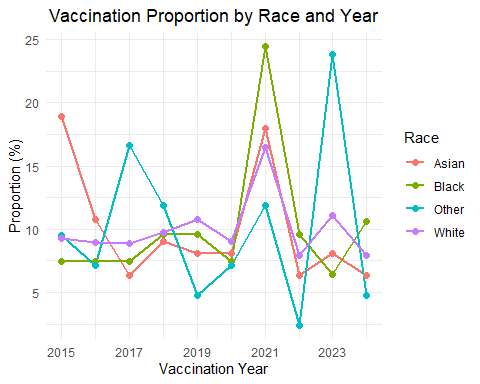 Vaccination Proportion by Race and Year
25
20
15
10
5
Proportion (%)
2015
2017
2019
2021
2023
Vaccination Year
Race
Asian
Black
Other
White